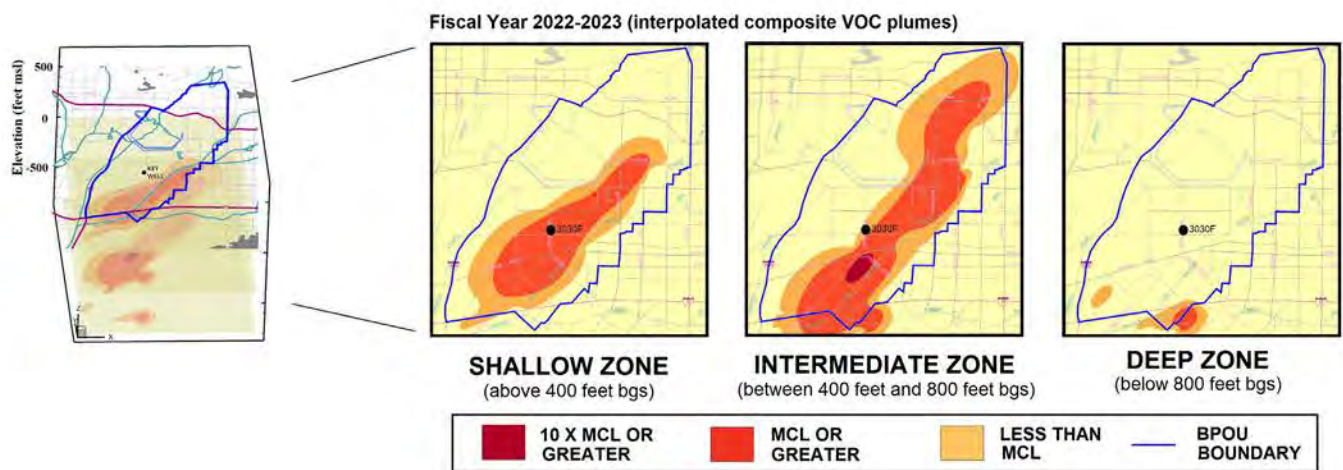 Fiscal Year 2022-2023 (interpolated composite VOC plumes)
Elevation (feet msl)
500
0
-500
KEY
WELL
Z
X
3030F
3030F
3030F
SHALLOW ZONE
(above 400 feet bgs)
INTERMEDIATE ZONE
(between 400 feet and 800 feet bgs)
DEEP ZONE
(below 800 feet bgs)
10 X MCL OR
GREATER
MCL OR
GREATER
LESS THAN
MCL
BPOU
BOUNDARY